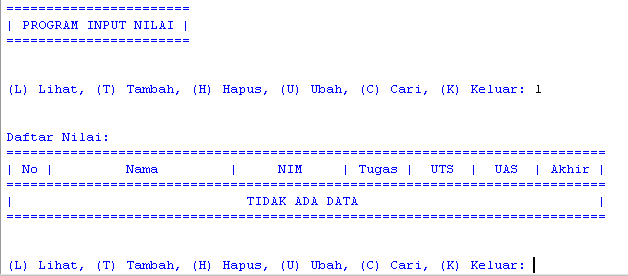 =======================
| PROGRAM INPUT NILAI |
=======================
(L) Lihat, (T) Tambah, (H) Hapus, (U) Ubah, (C) Cari, (K) Keluar: l
Daftar Nilai:
===========================================================================
| No |         Nama         |     NIM     | Tugas |  UTS  |  UAS  | Akhir |
===========================================================================
|                             TIDAK ADA DATA                              |
===========================================================================
(L) Lihat, (T) Tambah, (H) Hapus, (U) Ubah, (C) Cari, (K) Keluar: